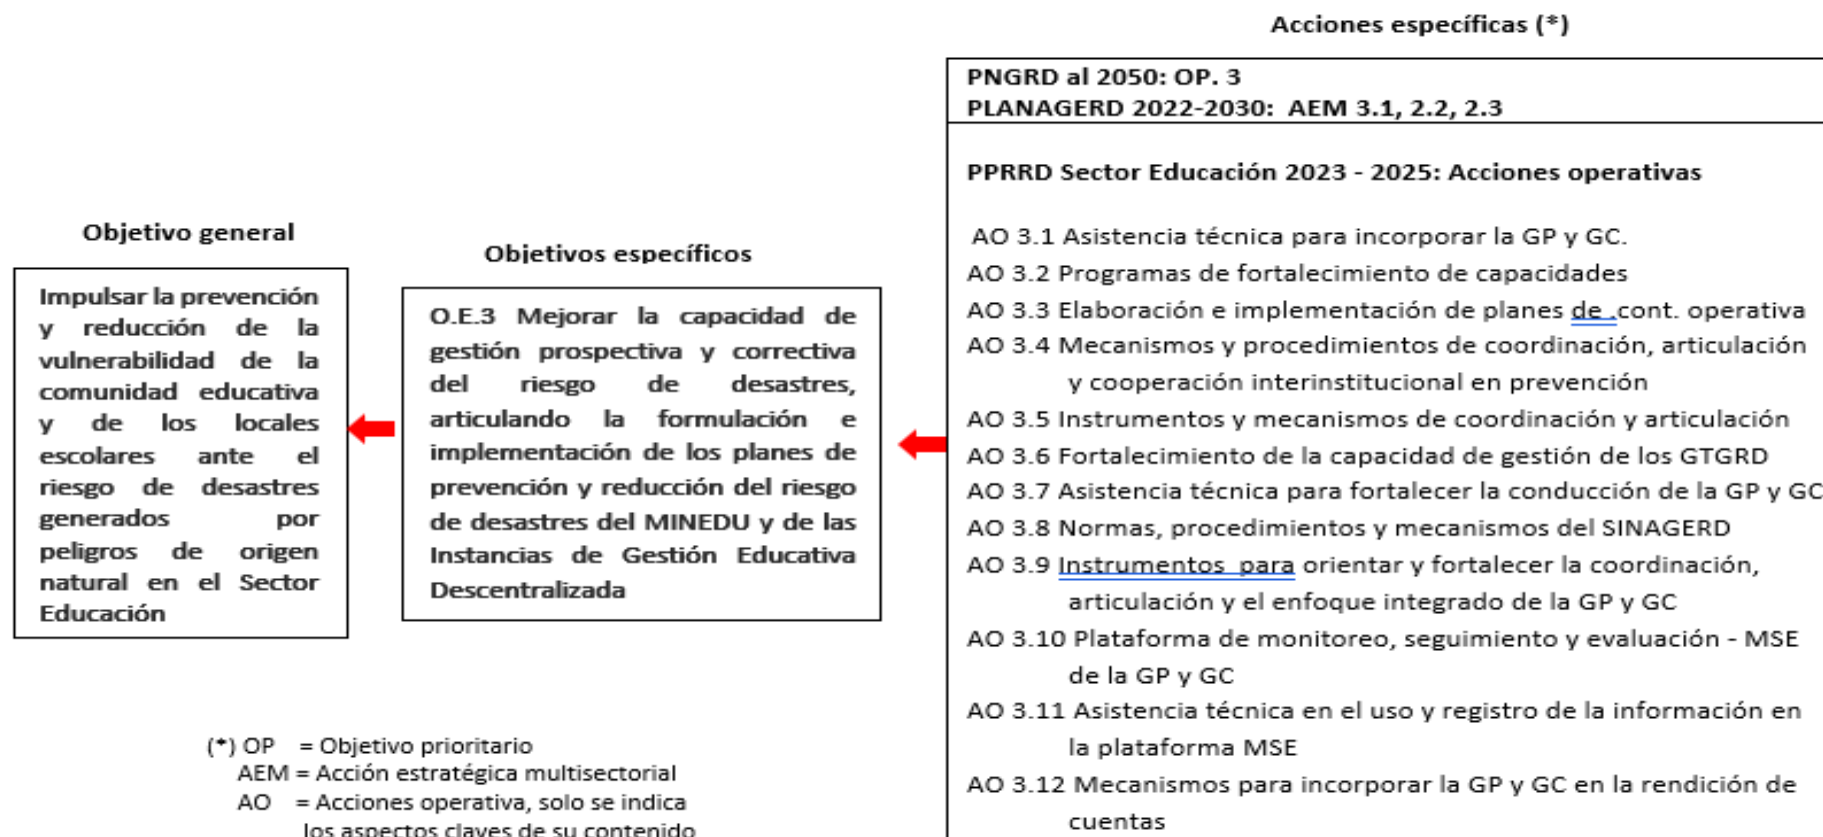 Acciones específicas (*)
PNGRD al 2050: OP. 3
PLANAGERD 2022-2030: AEM 3.1, 2.2, 2.3
PPRRD Sector Educación 2023 - 2025: Acciones operativas
AO 3.1 Asistencia técnica para incorporar la GP y GC.
AO 3.2 Programas de fortalecimiento de capacidades
AO 3.3 Elaboración e implementación de planes de .cont. operativa
AO 3.4 Mecanismos y procedimientos de coordinación, articulación
y cooperación interinstitucional en prevención
AO 3.5 Instrumentos y mecanismos de coordinación y articulación
AO 3.6 Fortalecimiento de la capacidad de gestión de los GTGRD
AO 3.7 Asistencia técnica para fortalecer la conducción de la GP y GC
AO 3.8 Normas, procedimientos y mecanismos del SINAGERD
AO 3.9 Instrumentos para orientar y fortalecer la coordinación,
articulación y el enfoque integrado de la GP y GC
AO 3.10 Plataforma de monitoreo, seguimiento y evaluación - MSE
de la GP y GC
AO 3.11 Asistencia técnica en el uso y registro de la información en
la plataforma MSE
AO 3.12 Mecanismos para incorporar la GP y GC en la rendición de
cuentas
Objetivo general
Impulsar la prevención
y reducción de la
vulnerabilidad de la
comunidad educativa
y de los locales
escolares ante el
riesgo de desastres
generados por
peligros de origen
natural en el Sector
Educación
Objetivos específicos
O.E.3 Mejorar la capacidad de
gestión prospectiva y correctiva
del riesgo de desastres,
articulando la formulación e
implementación de los planes de
prevención y reducción del riesgo
de desastres del MINEDU y de las
Instancias de Gestión Educativa
Descentralizada
(*) OP = Objetivo prioritario
AEM = Acción estratégica multisectorial
AO = Acciones operativa, solo se indica
los aspectos claves de su contenido